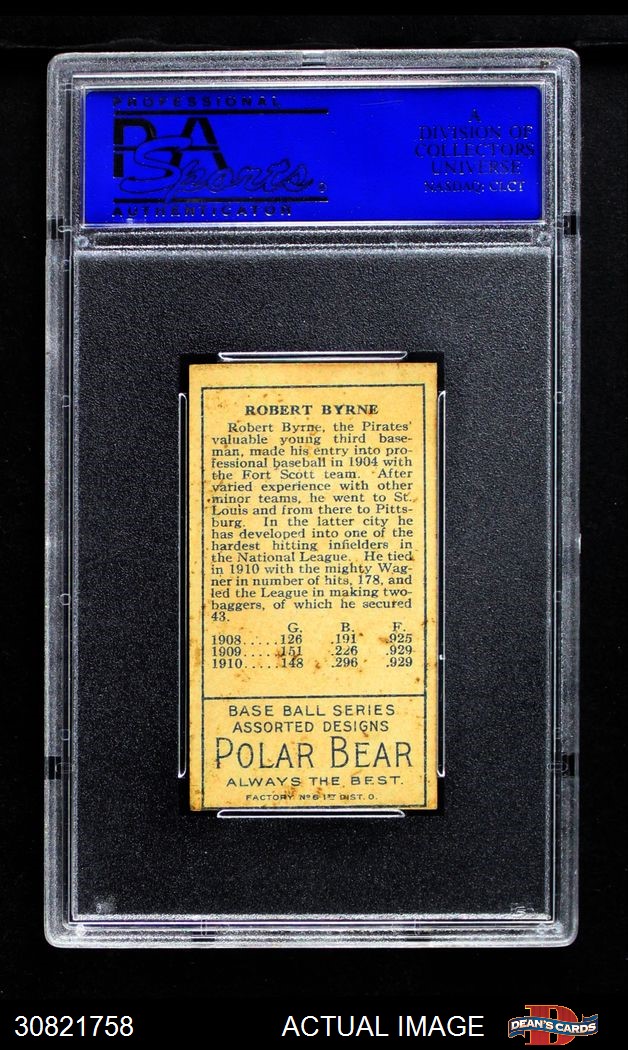 PROFESSIONAL
PSA
Sports
AUTHENTICATOR
A
DIVISION OF
COLLECTORS
UNIVERSE
NASDAQ: CLCT
ROBERT BYRNE
Robert Byrne, the Pirates'
valuable young third base-
man, made his entry into pro-
fessional baseball in 1904 with
the Fort Scott team. After
varied experience with other
minor teams, he went to St.
Louis and from there to Pitts-
burg. In the latter city he
has developed into one of the
hardest hitting infielders in
the National League. He tied
in 1910 with the mighty Wag-
ner in number of hits, 178, and
led the League in making two-
baggers, of which he secured
43.
G. B. F.
1908.....126 .191 .925
1909.....151 .226 .929
1910.....148 .296 .929
BASE BALL SERIES
ASSORTED DESIGNS
POLAR BEAR
ALWAYS THE BEST.
FACTORY Nº 6 1ST DIST. O.
30821758 ACTUAL IMAGE
D
DEAN'S CARDS